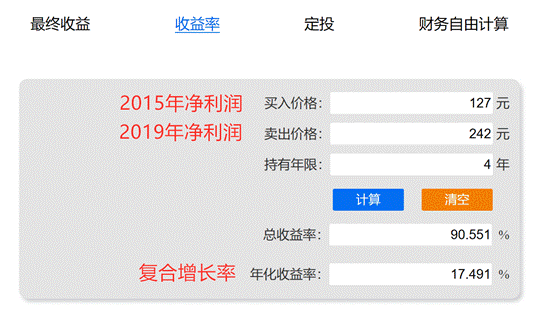 最终收益 收益率 定投 财务自由计算
2015年净利润 买入价格: 127 元
2019年净利润 卖出价格: 242 元
持有年限: 4 年
计算 清空
总收益率: 90.551 %
复合增长率 年化收益率: 17.491 %